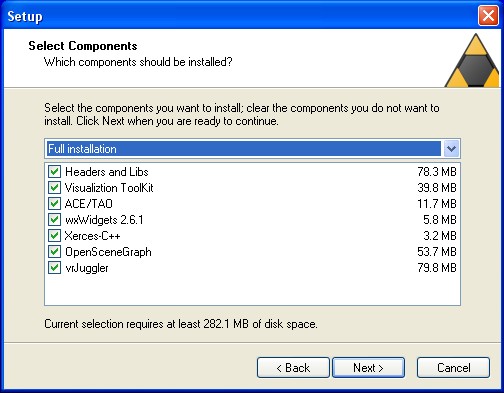 Setup
Select Components
Which components should be installed?
Select the components you want to install; clear the components you do not want to
install. Click Next when you are ready to continue.
Full installation
Headers and Libs 78.3 MB
Visualiztion ToolKit 39.8 MB
ACE/TAO 11.7 MB
wxWidgets 2.6.1 5.8 MB
Xerces-C++ 3.2 MB
OpenSceneGraph 53.7 MB
vrJuggler 79.8 MB
Current selection requires at least 282.1 MB of disk space.
< Back Next > Cancel